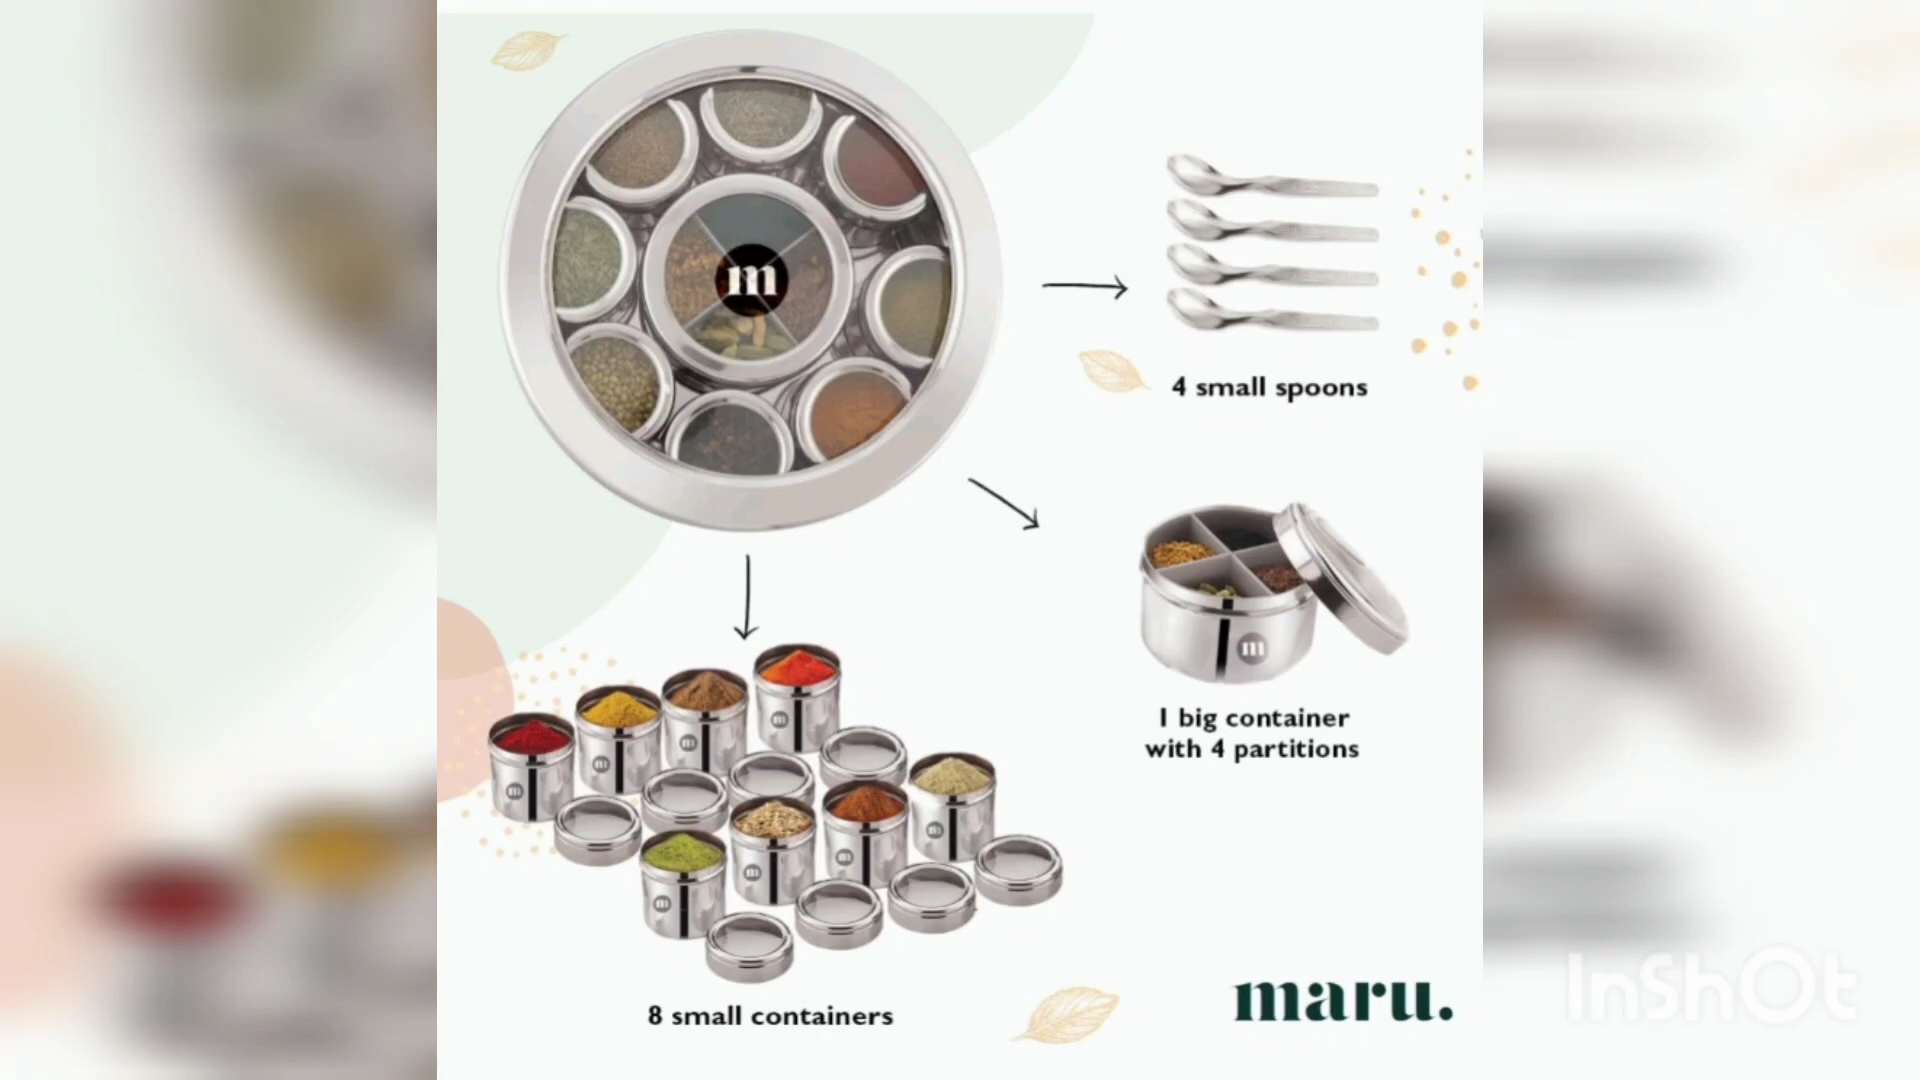 m
4 small spoons
m
1 big container
with 4 partitions
m
m
m
m
m
m
m
m
8 small containers
maru.
InShOt